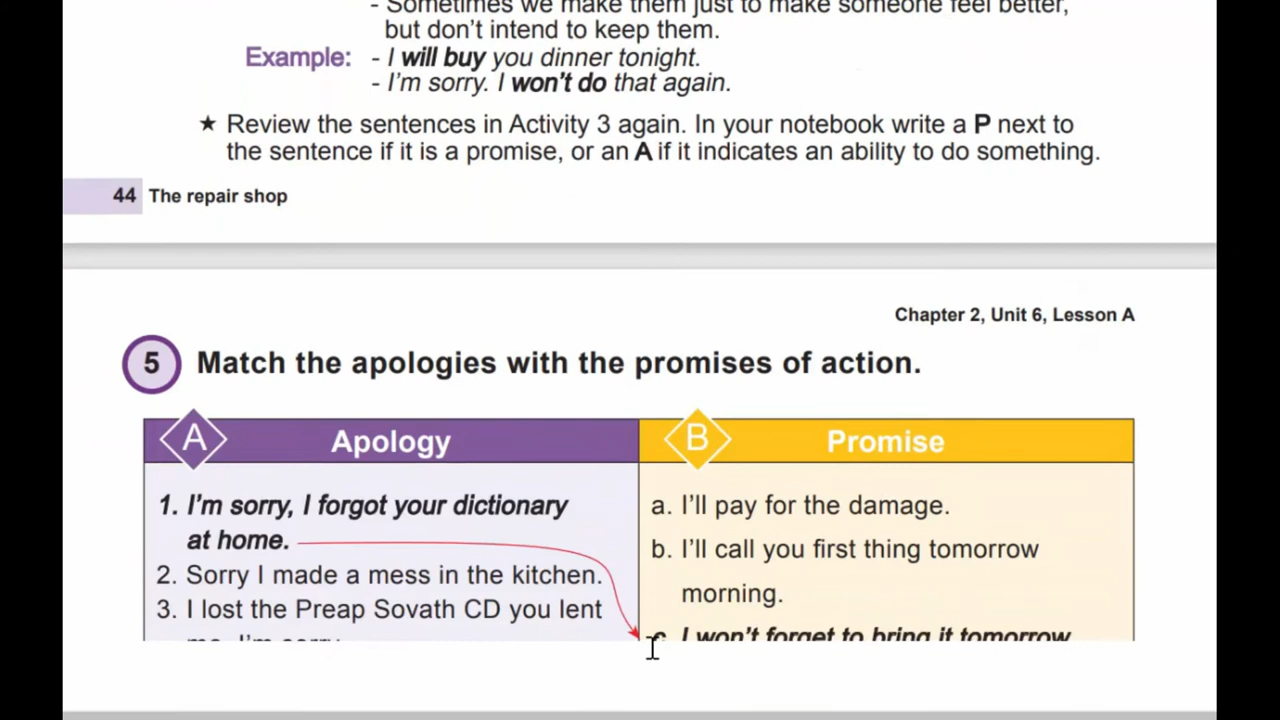 - Sometimes we make them just to make someone feel better,
but don't intend to keep them.
Example: - I will buy you dinner tonight.
- I'm sorry. I won't do that again.
★ Review the sentences in Activity 3 again. In your notebook write a P next to
the sentence if it is a promise, or an A if it indicates an ability to do something.
44 The repair shop
Chapter 2, Unit 6, Lesson A
5 Match the apologies with the promises of action.
A Apology
1. I'm sorry, I forgot your dictionary
at home.
2. Sorry I made a mess in the kitchen.
3. I lost the Preap Sovath CD you lent
me. I'm sorry
B Promise
a. I'll pay for the damage.
b. I'll call you first thing tomorrow
morning.
c. I won't forget to bring it tomorrow